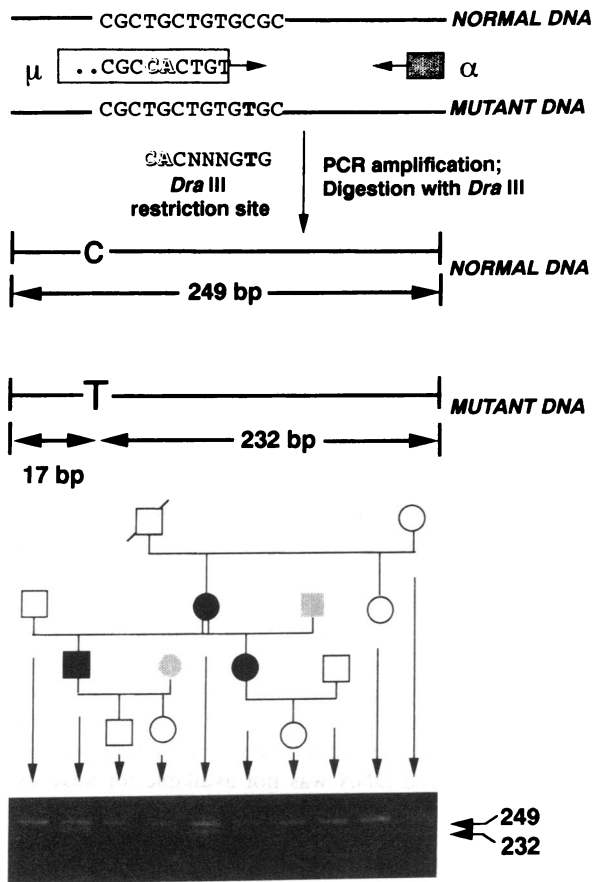 CGCTGCTGTGCGC NORMAL DNA
μ ..CGCCACTGT α
CGCTGCTGTGTGC MUTANT DNA
CACNNNGTG
Dra III
restriction site
PCR amplification;
Digestion with Dra III
C
NORMAL DNA
249 bp
T
MUTANT DNA
232 bp
17 bp
249
232